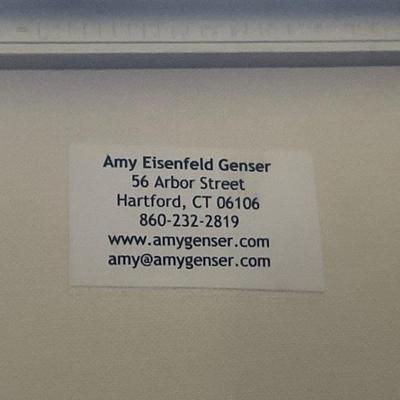 Amy Eisenfeld Genser
56 Arbor Street
Hartford, CT 06106
860-232-2819
www.amygenser.com
amy@amygenser.com